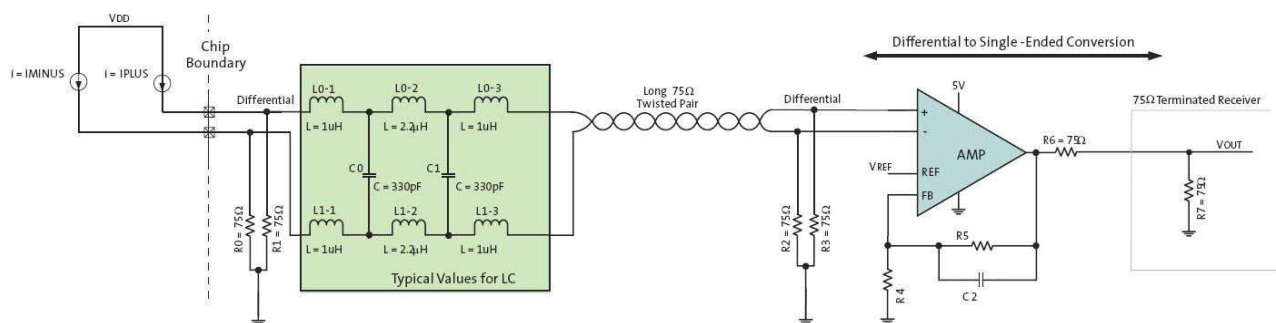 VDD
i = IMINUS
i = IPLUS
Chip
Boundary
Differential
R0 = 75Ω
R1 = 75Ω
L0-1
L = 1uH
L0-2
L = 2.2µH
L0-3
L = 1uH
C0
C = 330pF
C1
C = 330pF
L1-1
L = 1uH
L1-2
L = 2.2µH
L1-3
L = 1uH
Typical Values for LC
Long 75Ω
Twisted Pair
Differential
R2 = 75Ω
R3 = 75Ω
Differential to Single -Ended Conversion
5V
+
-
AMP
VREF
REF
FB
R4
R5
C2
R6 = 75Ω
75Ω Terminated Receiver
VOUT
R7 = 75Ω